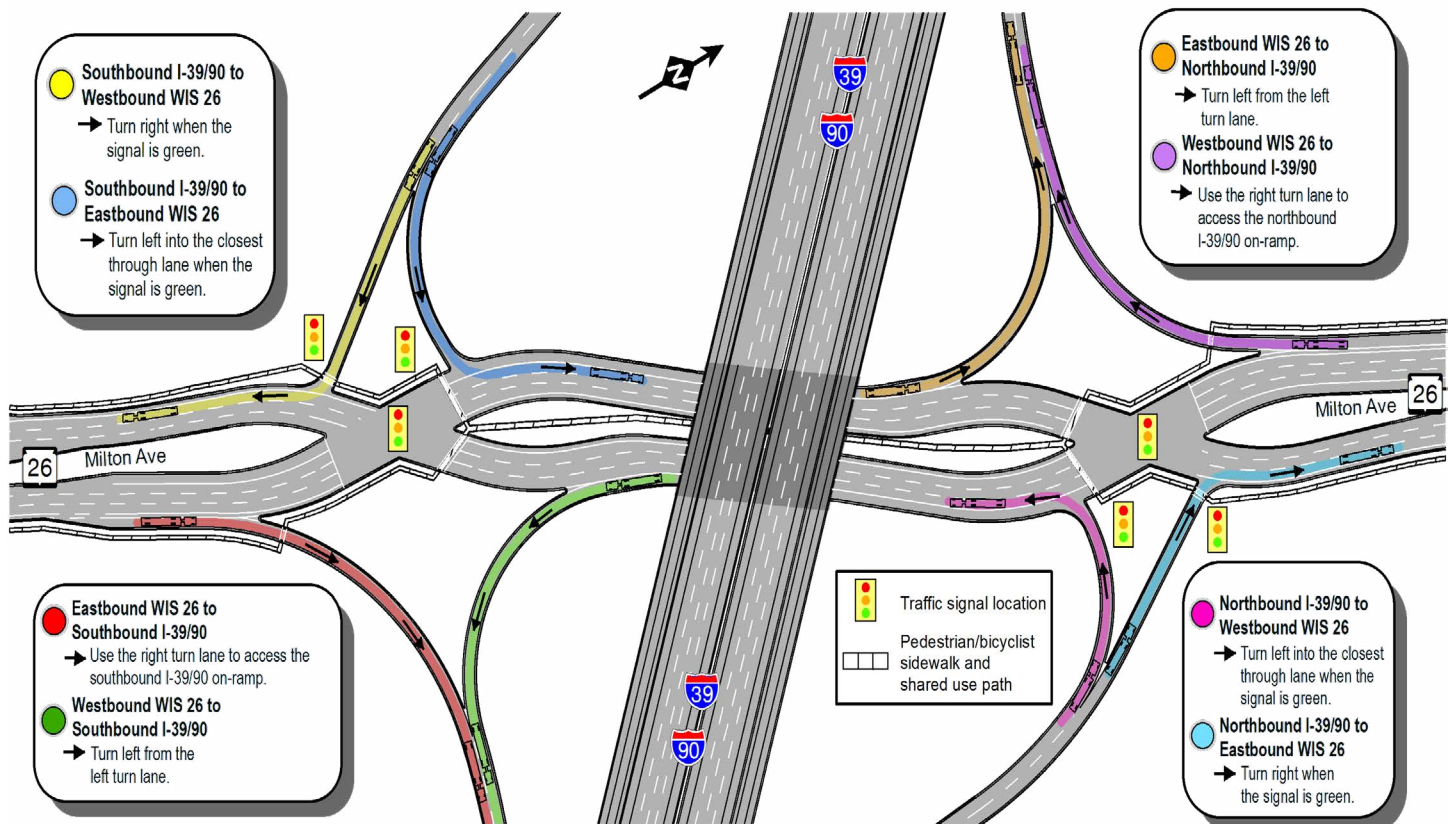 Southbound I-39/90 to
Westbound WIS 26
Turn right when the
signal is green.
Southbound I-39/90 to
Eastbound WIS 26
Turn left into the closest
through lane when the
signal is green.
N
39
90
Eastbound WIS 26 to
Northbound I-39/90
Turn left from the left
turn lane.
Westbound WIS 26 to
Northbound I-39/90
Use the right turn lane to
access the northbound
I-39/90 on-ramp.
26
Milton Ave
Milton Ave
26
Eastbound WIS 26 to
Southbound I-39/90
Use the right turn lane to access the
southbound I-39/90 on-ramp.
Westbound WIS 26 to
Southbound I-39/90
Turn left from the
left turn lane.
39
90
Traffic signal location
Pedestrian/bicyclist
sidewalk and
shared use path
Northbound I-39/90 to
Westbound WIS 26
Turn left into the closest
through lane when the
signal is green.
Northbound I-39/90 to
Eastbound WIS 26
Turn right when
the signal is green.